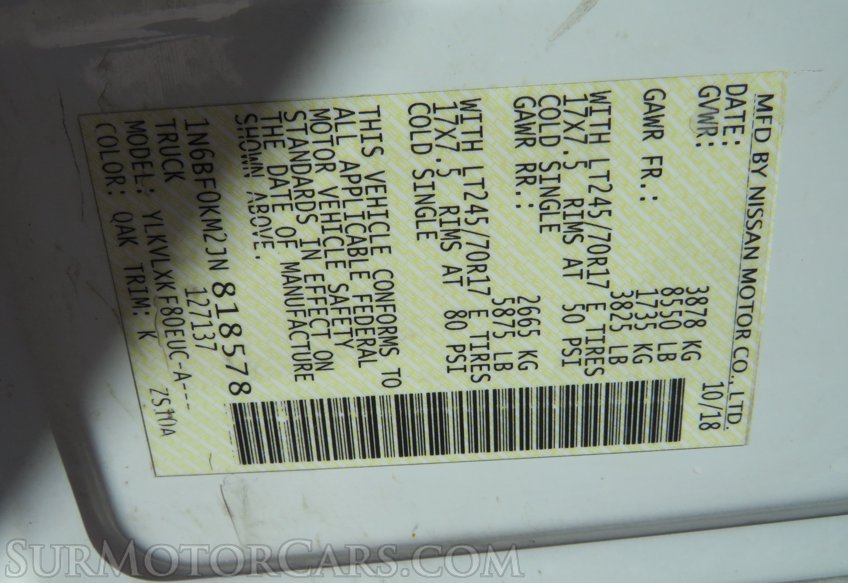 MFD BY NISSAN MOTOR CO., LTD.
DATE: 10/18
GVWR: 3878 KG
8550 LB
GAWR FR.: 1735 KG
3825 LB
WITH LT245/70R17 E TIRES
17X7.5 RIMS AT 50 PSI
COLD SINGLE
GAWR RR.: 2665 KG
5875 LB
WITH LT245/70R17 E TIRES
17X7.5 RIMS AT 80 PSI
COLD SINGLE
THIS VEHICLE CONFORMS TO
ALL APPLICABLE FEDERAL
MOTOR VEHICLE SAFETY
STANDARDS IN EFFECT ON
THE DATE OF MANUFACTURE
SHOWN ABOVE.
1N6BF0KM2JN818578
TRUCK 127137
MODEL: YLKVLXKF80EUC-A---
COLOR: QAK TRIM: K ZS10A
SurMotorCars.com